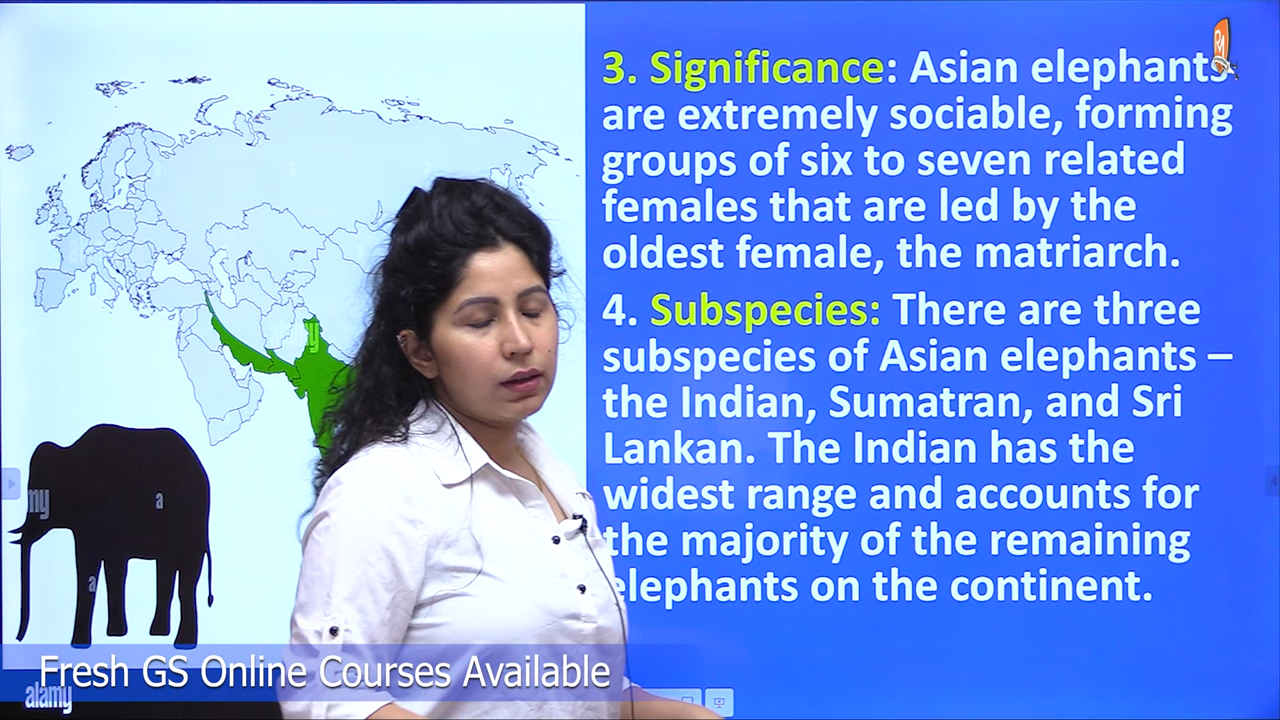 3. Significance: Asian elephants
are extremely sociable, forming
groups of six to seven related
females that are led by the
oldest female, the matriarch.
4. Subspecies: There are three
subspecies of Asian elephants –
the Indian, Sumatran, and Sri
Lankan. The Indian has the
widest range and accounts for
the majority of the remaining
elephants on the continent.
Fresh GS Online Courses Available
alamy
my
a
a